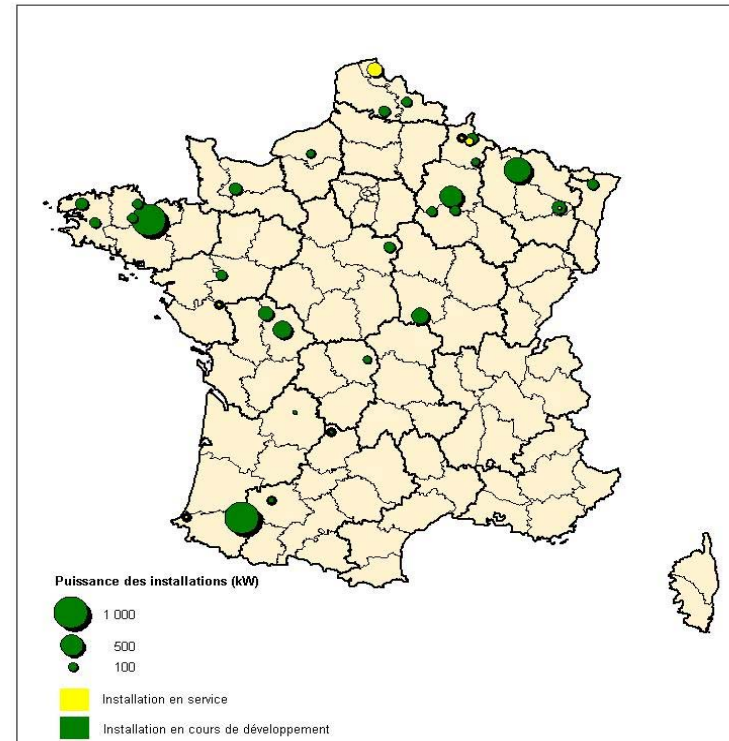 Puissance des installations (kW)
1 000
500
100
Installation en service
Installation en cours de développement